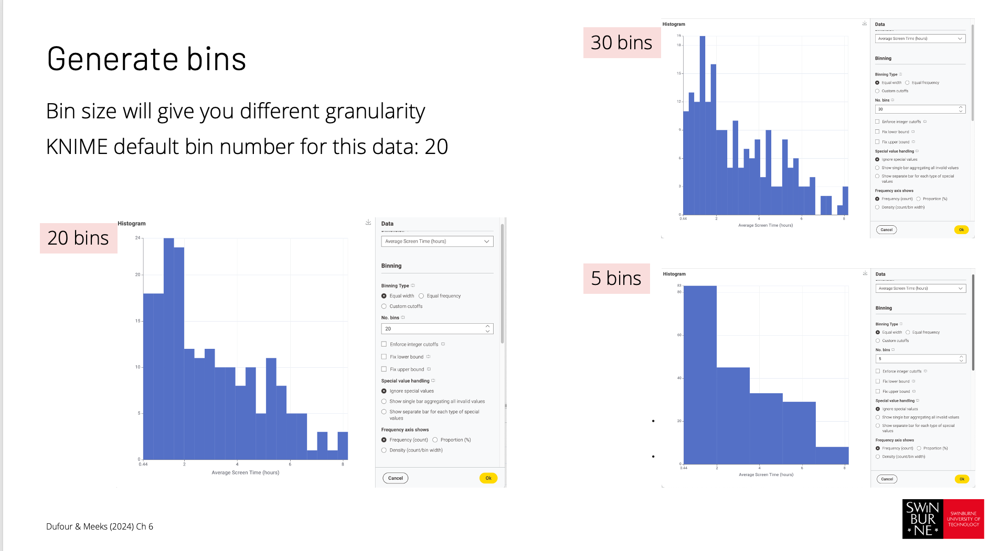 Generate bins
Bin size will give you different granularity
KNIME default bin number for this data: 20
20 bins
Histogram
24
20
15
10
5
0
0.44
2
4
6
8
Average Screen Time (hours)
Data
Average Screen Time (hours)
Binning
Binning Type
Equal width
Equal frequency
Custom cutoffs
No. bins
20
Enforce integer cutoffs
Fix lower bound
Fix upper bound
Special value handling
Ignore special values
Show single bar aggregating all invalid values
Show separate bar for each type of special
values
Frequency axis shows
Frequency (count)
Proportion (%)
Density (count/bin width)
Cancel
Ok
30 bins
Histogram
19
18
15
12
9
6
3
0
0.44
2
4
6
8
Average Screen Time (hours)
Data
Average Screen Time (hours)
Binning
Binning Type
Equal width
Equal frequency
Custom cutoffs
No. bins
30
Enforce integer cutoffs
Fix lower bound
Fix upper bound
Special value handling
Ignore special values
Show single bar aggregating all invalid values
Show separate bar for each type of special
values
Frequency axis shows
Frequency (count)
Proportion (%)
Density (count/bin width)
Cancel
Ok
5 bins
Histogram
83
80
60
40
20
0
0.44
2
4
6
8
Average Screen Time (hours)
Data
Average Screen Time (hours)
Binning
Binning Type
Equal width
Equal frequency
Custom cutoffs
No. bins
5
Enforce integer cutoffs
Fix lower bound
Fix upper bound
Special value handling
Ignore special values
Show single bar aggregating all invalid values
Show separate bar for each type of special
values
Frequency axis shows
Frequency (count)
Proportion (%)
Density (count/bin width)
Cancel
Ok
Dufour & Meeks (2024) Ch 6
SWIN
BUR
NE
SWINBURNE
UNIVERSITY OF
TECHNOLOGY